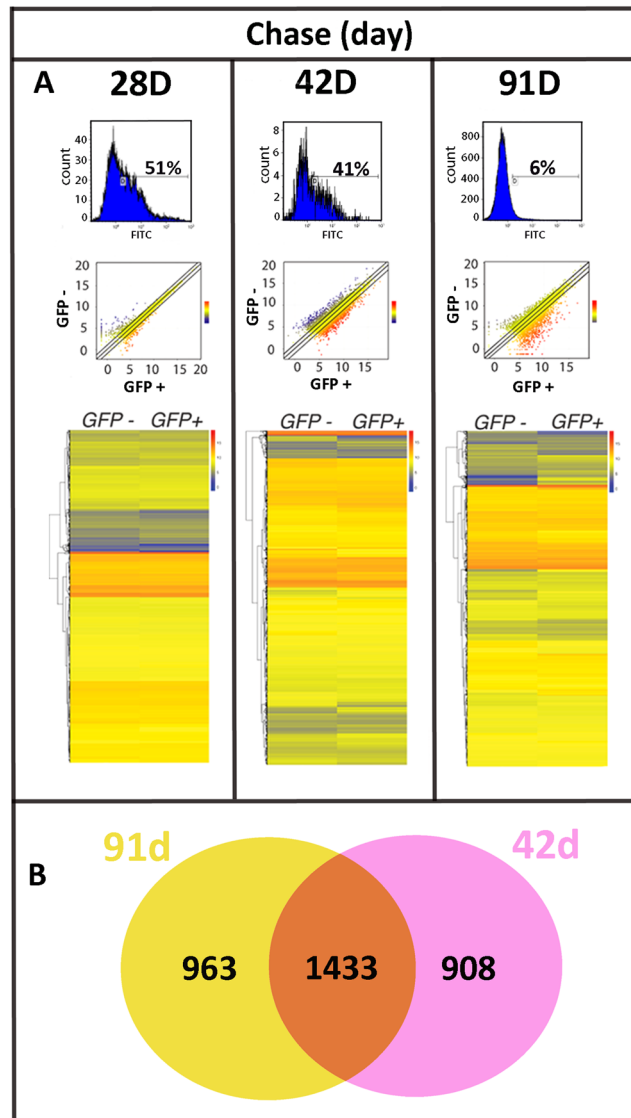 Chase (day)
A
28D
42D
91D
count
40
30
20
10
0
51%
FITC
count
8
6
4
2
0
41%
FITC
count
800
600
400
200
0
6%
FITC
GFP -
20
15
10
5
0
0 5 10 15 20
GFP +
GFP -
20
15
10
5
0
0 5 10 15
GFP +
GFP -
20
15
10
5
0
0 5 10 15
GFP +
GFP - GFP+
GFP - GFP+
GFP - GFP+
B
91d
42d
963
1433
908